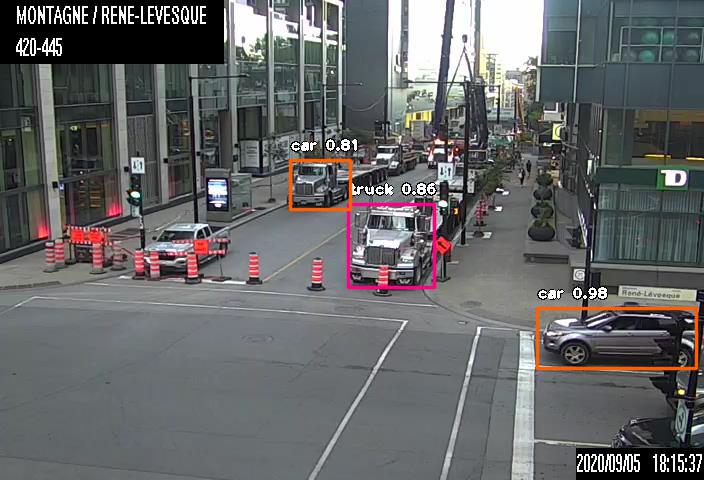 MONTAGNE / RENE-LEVESQUE
420-445
car 0.81
truck 0.86
TD
car 0.98
René-Lévesque
2020/09/05 18:15:37